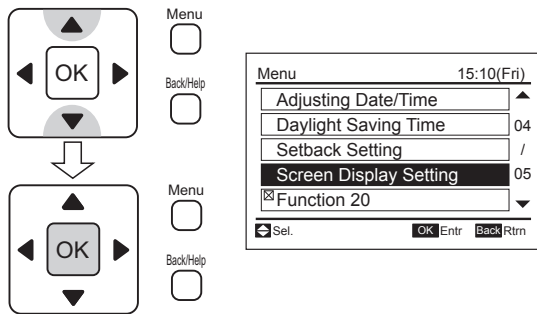 Menu
OK
Back/Help
Menu
OK
Back/Help
Menu 15:10(Fri)
Adjusting Date/Time
Daylight Saving Time 04
Setback Setting /
Screen Display Setting 05
Function 20
Sel. OK Entr Back Rtrn